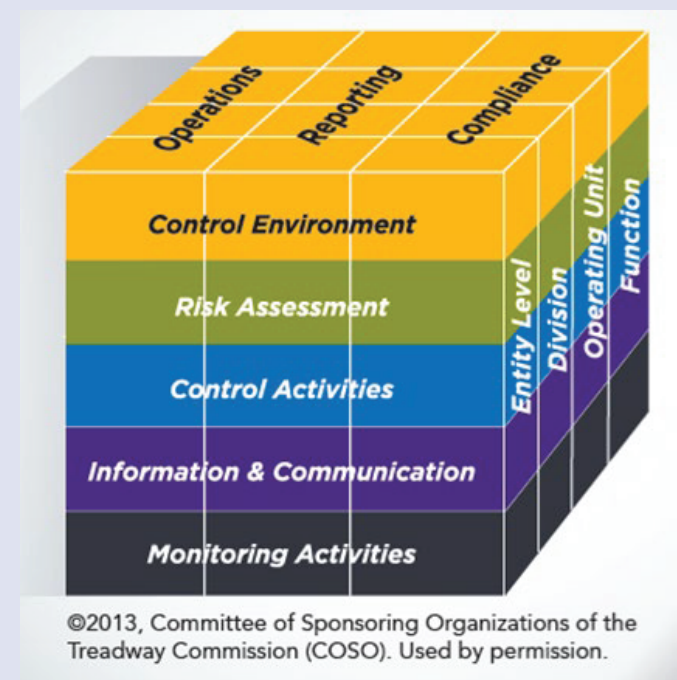 Operations
Reporting
Compliance
Control Environment
Risk Assessment
Control Activities
Information & Communication
Monitoring Activities
Entity Level
Division
Operating Unit
Function
©2013, Committee of Sponsoring Organizations of the
Treadway Commission (COSO). Used by permission.